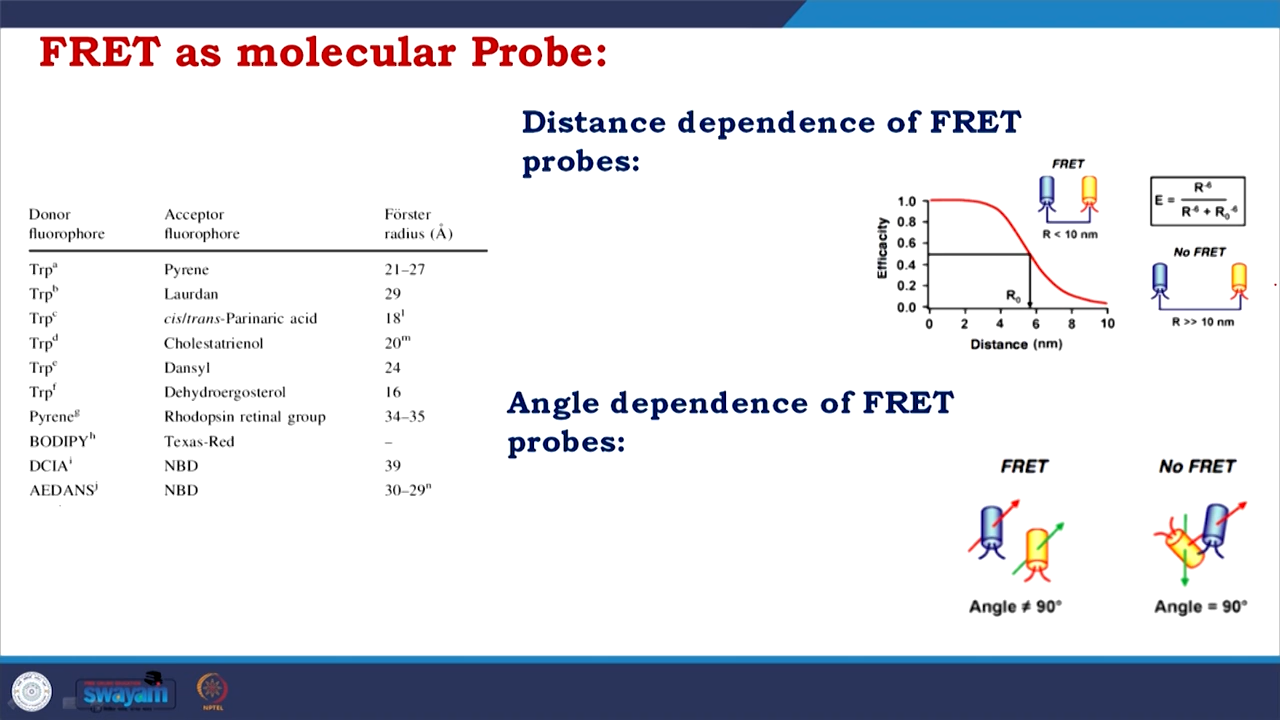 FRET as molecular Probe:
Distance dependence of FRET
probes:
Donor fluorophore Acceptor fluorophore Förster radius (Å)
Trpᵃ Pyrene 21–27
Trpᵇ Laurdan 29
Trpᶜ cis/trans-Parinaric acid 18ˡ
Trpᵈ Cholestatrienol 20ᵐ
Trpᵉ Dansyl 24
Trpᶠ Dehydroergosterol 16
Pyreneᵍ Rhodopsin retinal group 34–35
BODIPYʰ Texas-Red –
DCIAⁱ NBD 39
AEDANSʲ NBD 30–29ⁿ
FRET
R < 10 nm
Efficacity
1.0
0.8
0.6
0.4
0.2
0.0
R₀
0 2 4 6 8 10
Distance (nm)
E = R⁻⁶ / R⁻⁶ + R₀⁻⁶
No FRET
R >> 10 nm
Angle dependence of FRET
probes:
FRET No FRET
Angle ≠ 90° Angle = 90°
swayam
NPTEL